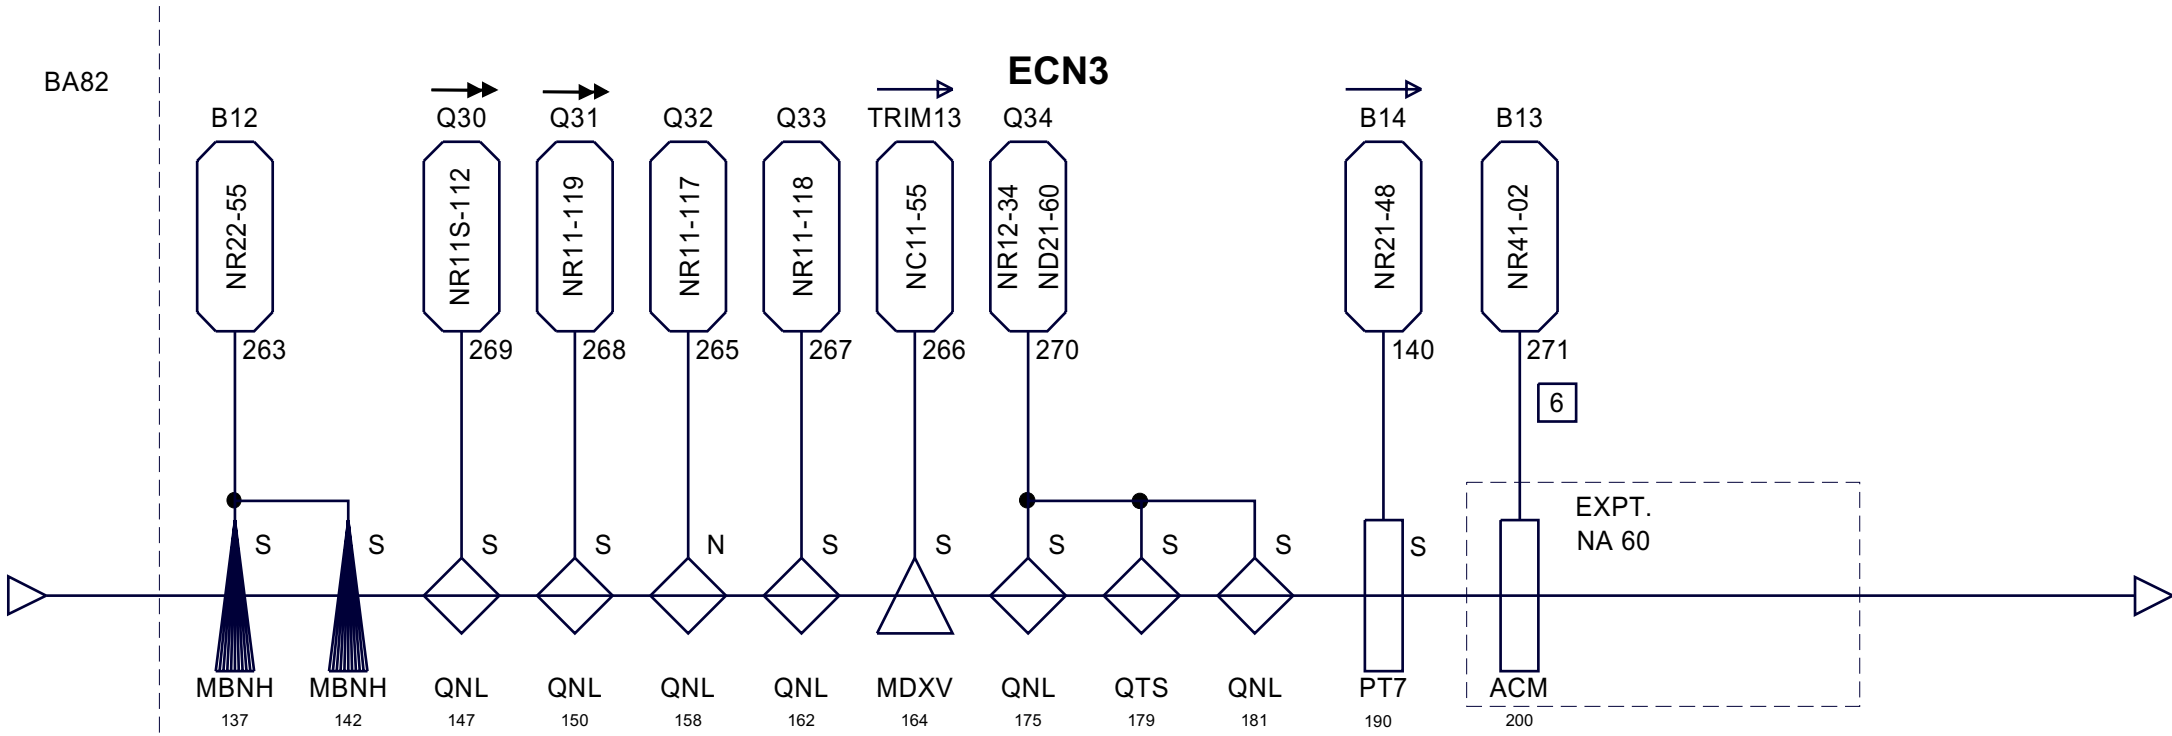 ECN3
BA82
B12 Q30 Q31 Q32 Q33 TRIM13 Q34 B14 B13
NR22-55 NR11S-112 NR11-119 NR11-117 NR11-118 NC11-55 NR12-34 ND21-60 NR21-48 NR41-02
263 269 268 265 267 266 270 140 271
6
EXPT.
NA 60
S S S S N S S S S S S
MBNH MBNH QNL QNL QNL QNL MDXV QNL QTS QNL PT7 ACM
137 142 147 150 158 162 164 175 179 181 190 200